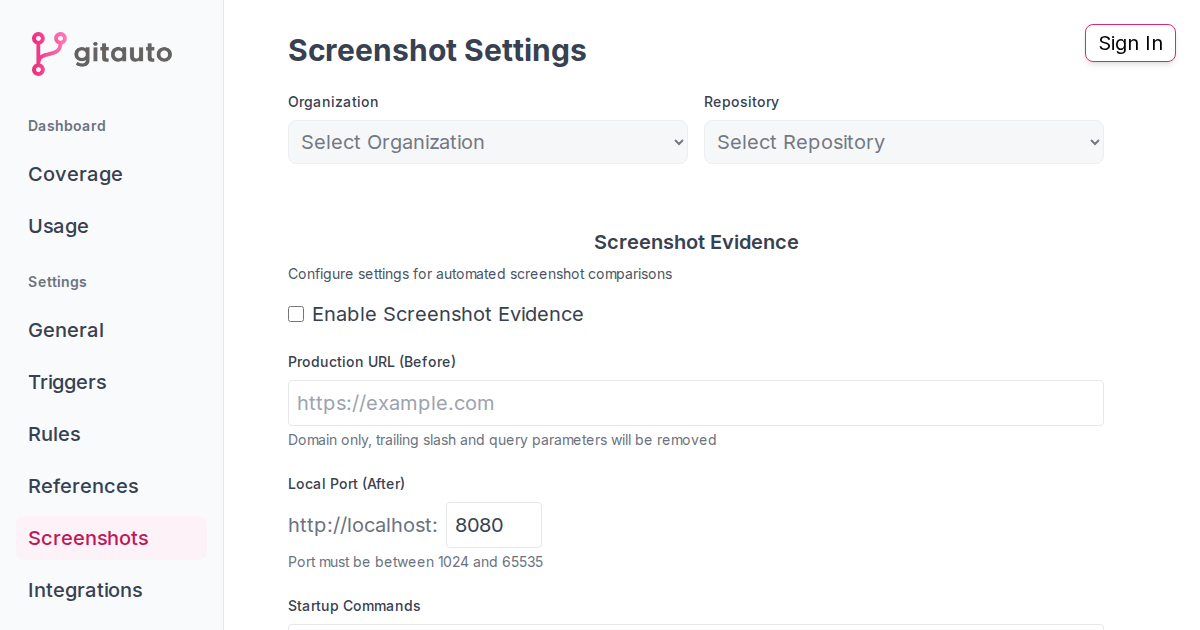 gitauto
Dashboard
Coverage
Usage
Settings
General
Triggers
Rules
References
Screenshots
Integrations
Screenshot Settings
Sign In
Organization
Repository
Select Organization
Select Repository
Screenshot Evidence
Configure settings for automated screenshot comparisons
Enable Screenshot Evidence
Production URL (Before)
https://example.com
Domain only, trailing slash and query parameters will be removed
Local Port (After)
http://localhost: 8080
Port must be between 1024 and 65535
Startup Commands